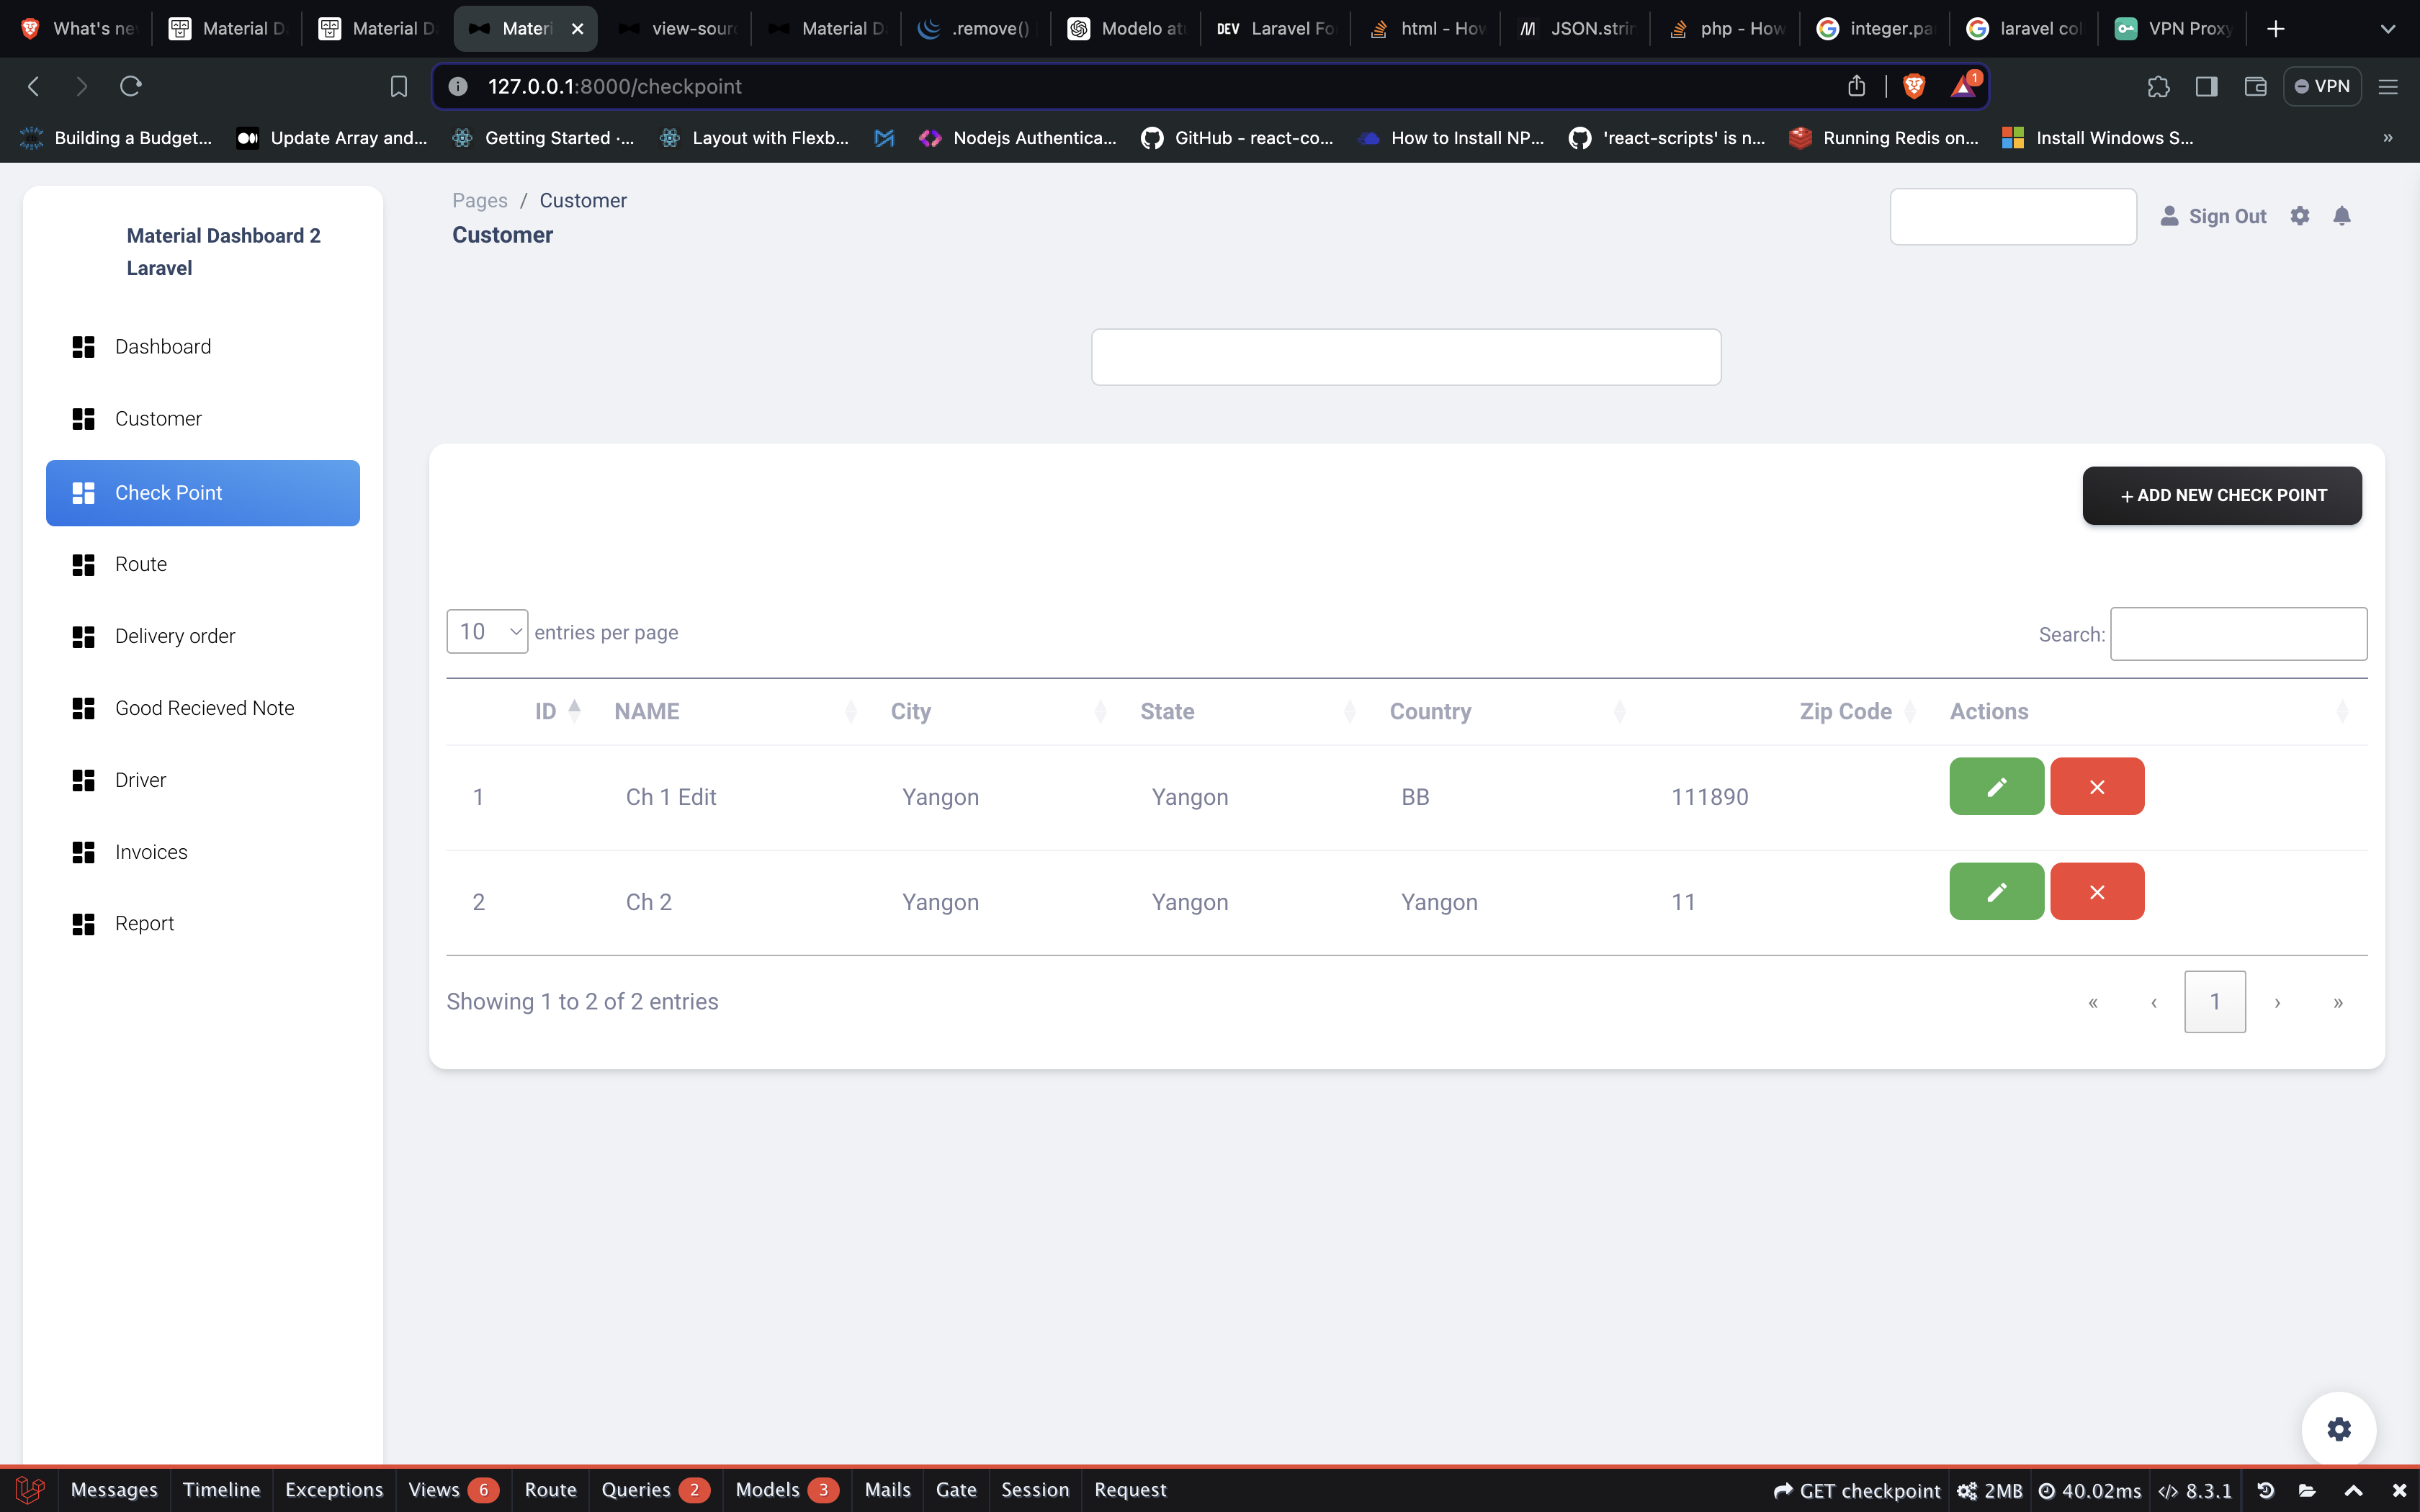 What's ne
Material D
Material D
Materi
view-sour
Material D
.remove()
Modelo at
DEV Laravel Fo
html - How
JSON.strin
php - How
integer.pa
laravel col
VPN Proxy
127.0.0.1:8000/checkpoint
1
VPN
Building a Budget...
Update Array and...
Getting Started ·...
Layout with Flexb...
Nodejs Authentica...
GitHub - react-co...
How to Install NP...
'react-scripts' is n...
Running Redis on...
Install Windows S...
»
Material Dashboard 2
Laravel
Dashboard
Customer
Check Point
Route
Delivery order
Good Recieved Note
Driver
Invoices
Report
Pages / Customer
Customer
Sign Out
+ ADD NEW CHECK POINT
10 entries per page
Search:
ID NAME City State Country Zip Code Actions
1 Ch 1 Edit Yangon Yangon BB 111890
2 Ch 2 Yangon Yangon Yangon 11
Showing 1 to 2 of 2 entries
« ‹ 1 › »
Messages Timeline Exceptions Views 6 Route Queries 2 Models 3 Mails Gate Session Request GET checkpoint 2MB 40.02ms 8.3.1